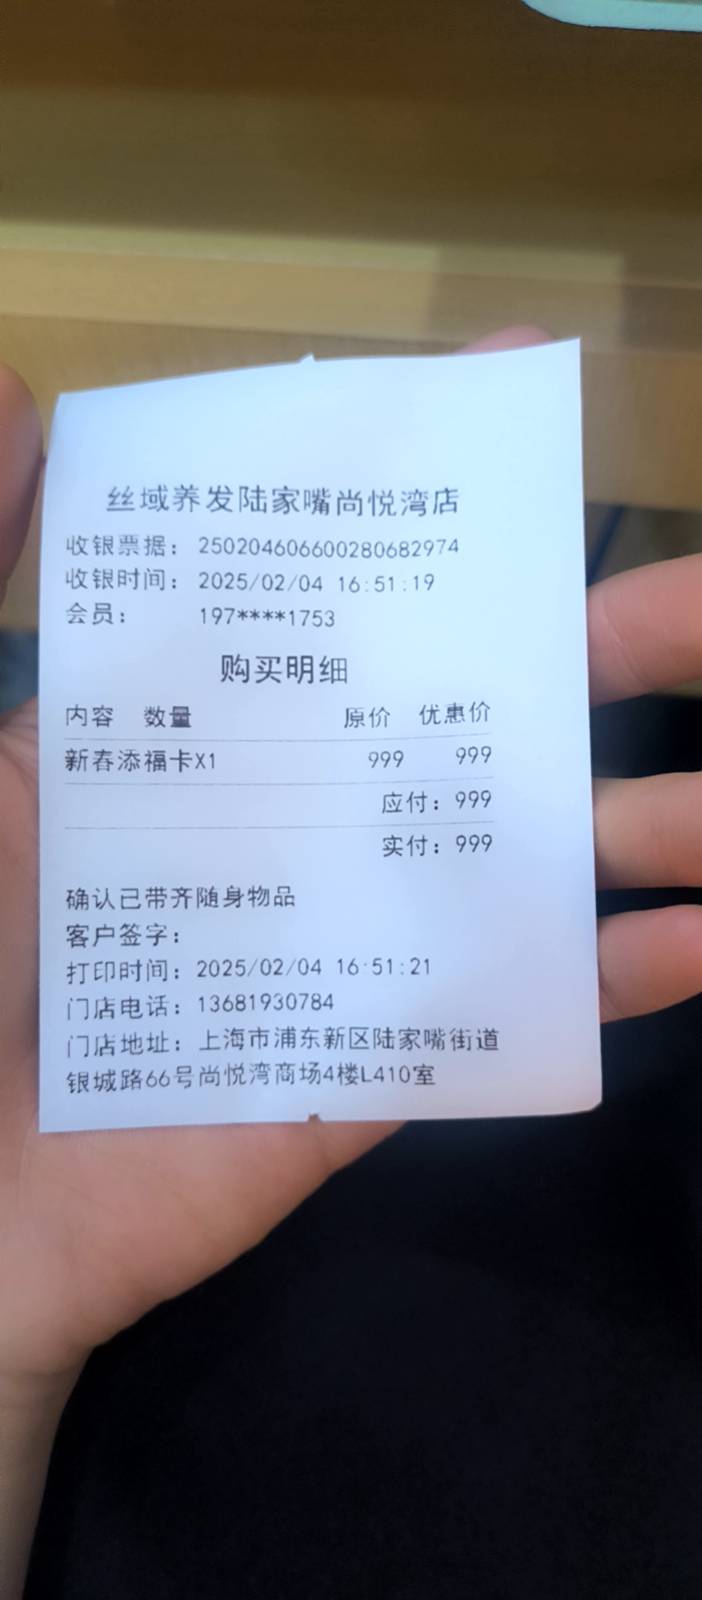 丝域养发陆家嘴尚悦湾店
收银票据: 250204606600280682974
收银时间: 2025/02/04 16:51:19
会员: 197****1753
购买明细
内容 数量 原价 优惠价
新春添福卡X1 999 999
应付: 999
实付: 999
确认已带齐随身物品
客户签字:
打印时间: 2025/02/04 16:51:21
门店电话: 13681930784
门店地址: 上海市浦东新区陆家嘴街道
银城路66号尚悦湾商场4楼L410室